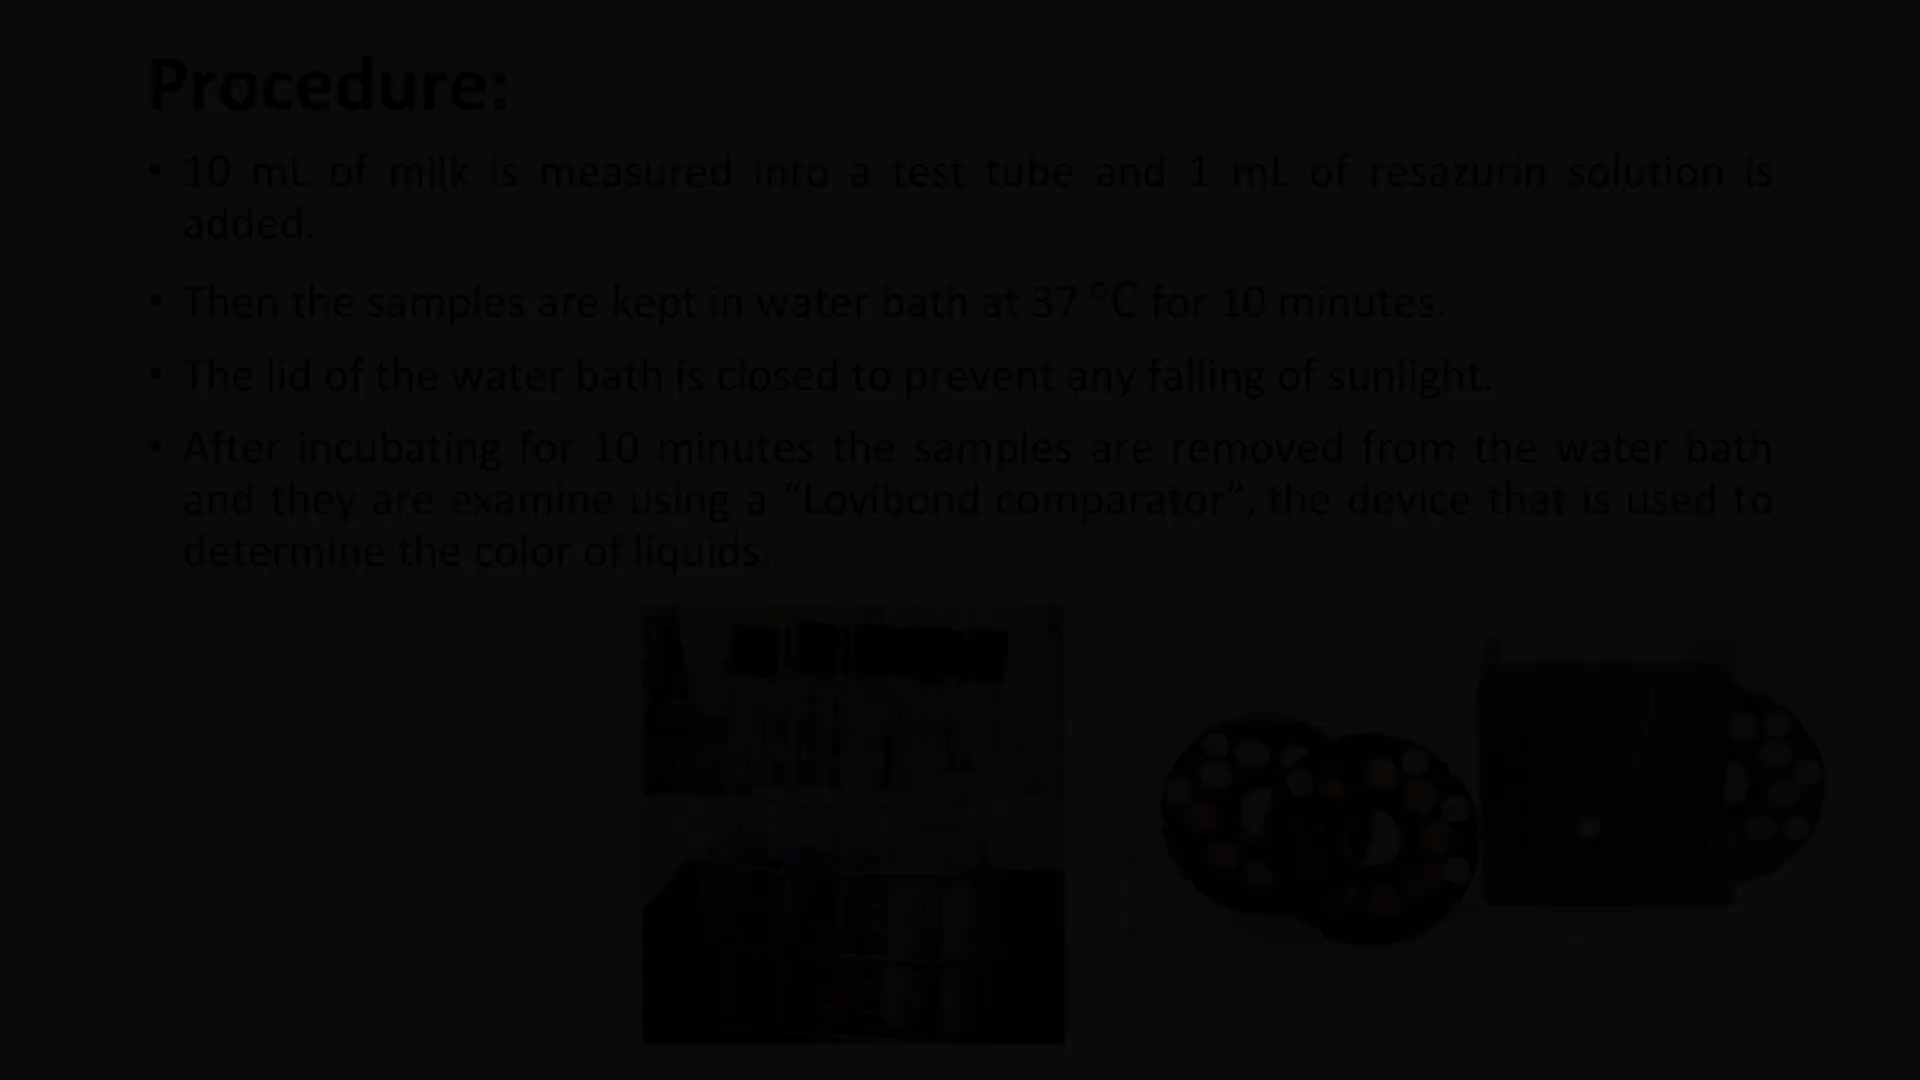 Procedure:
• 10 mL of milk is measured into a test tube and 1 mL of resazurin solution is
added.
• Then the samples are kept in water bath at 37 °C for 10 minutes.
• The lid of the water bath is closed to prevent any falling of sunlight.
• After incubating for 10 minutes the samples are removed from the water bath
and they are examine using a “Lovibond comparator”, the device that is used to
determine the color of liquids.